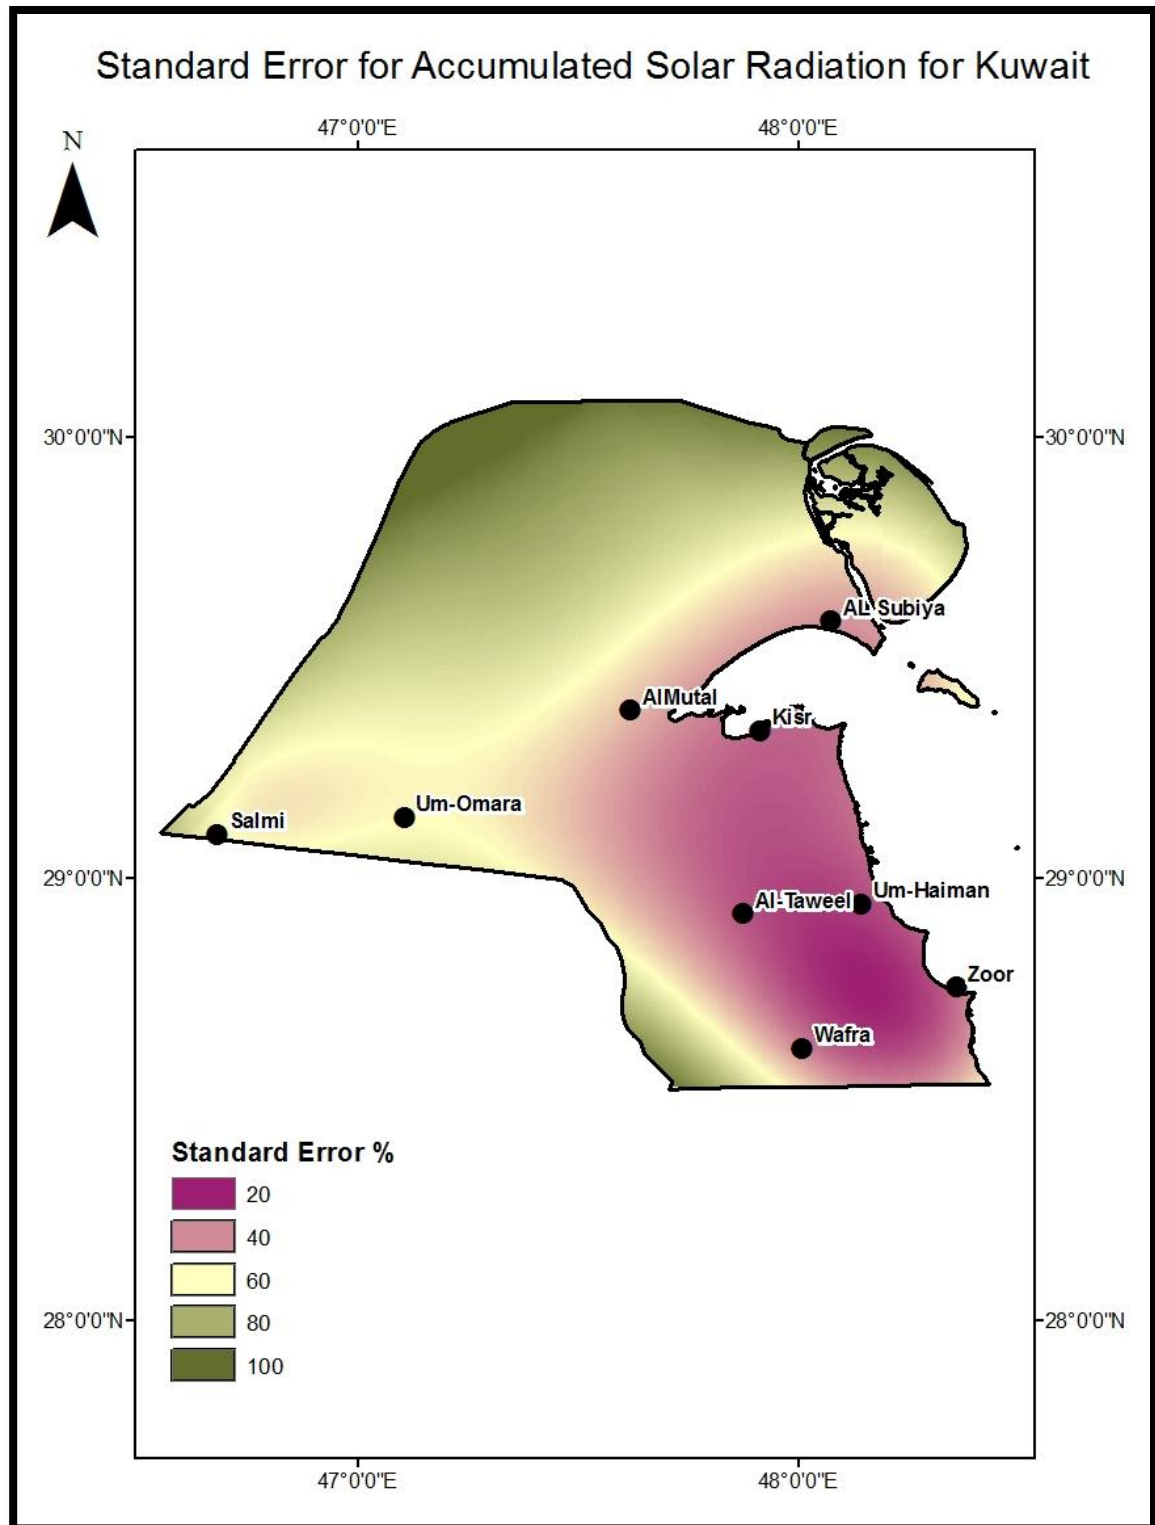 Standard Error for Accumulated Solar Radiation for Kuwait
47°0'0"E
48°0'0"E
N
30°0'0"N
30°0'0"N
AL-Subiya
AlMutal
Kisr
Um-Omara
Salmi
29°0'0"N
29°0'0"N
Um-Haiman
Al-Taweel
Zoor
Wafra
Standard Error %
20
40
60
80
100
28°0'0"N
28°0'0"N
47°0'0"E
48°0'0"E